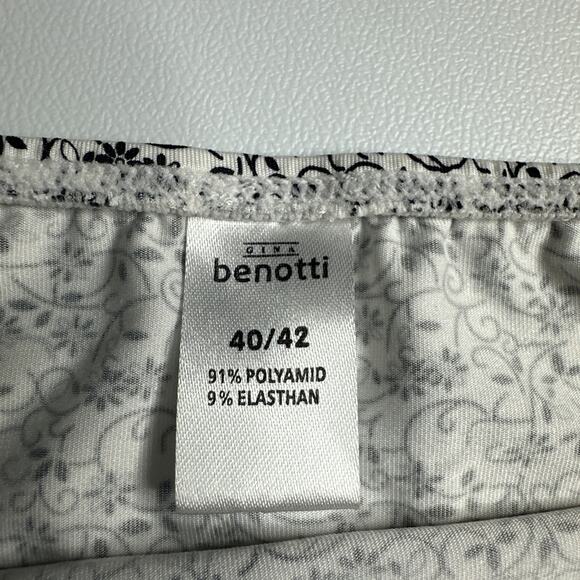 GINA
benotti
40/42
91% POLYAMID
9% ELASTHAN